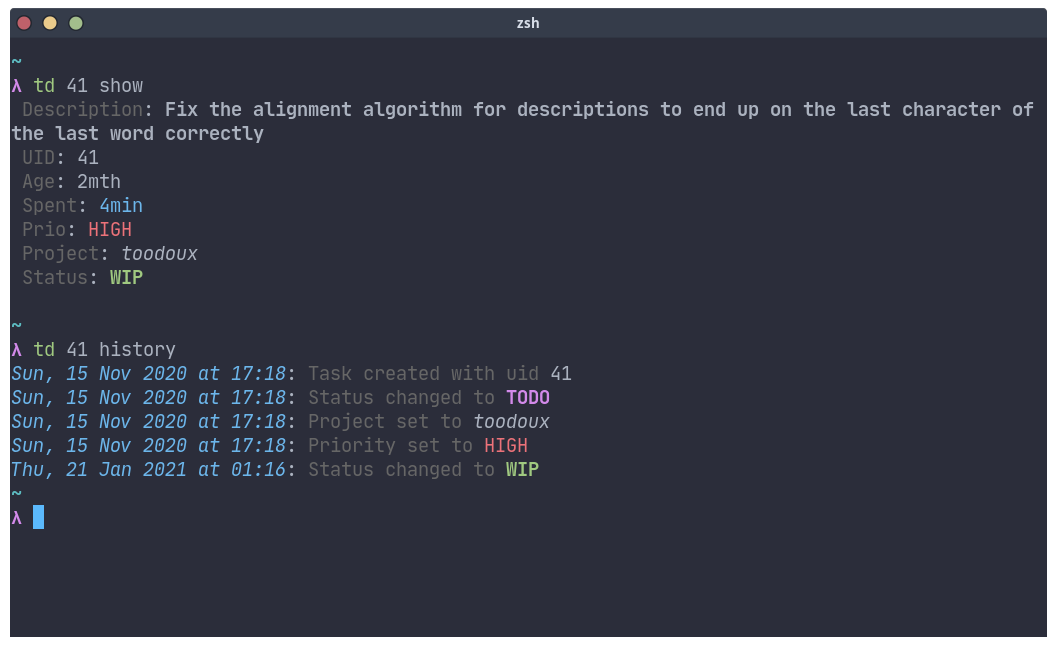 zsh
~
λ td 41 show
Description: Fix the alignment algorithm for descriptions to end up on the last character of
the last word correctly
UID: 41
Age: 2mth
Spent: 4min
Prio: HIGH
Project: toodoux
Status: WIP
~
λ td 41 history
Sun, 15 Nov 2020 at 17:18: Task created with uid 41
Sun, 15 Nov 2020 at 17:18: Status changed to TODO
Sun, 15 Nov 2020 at 17:18: Project set to toodoux
Sun, 15 Nov 2020 at 17:18: Priority set to HIGH
Thu, 21 Jan 2021 at 01:16: Status changed to WIP
~
λ